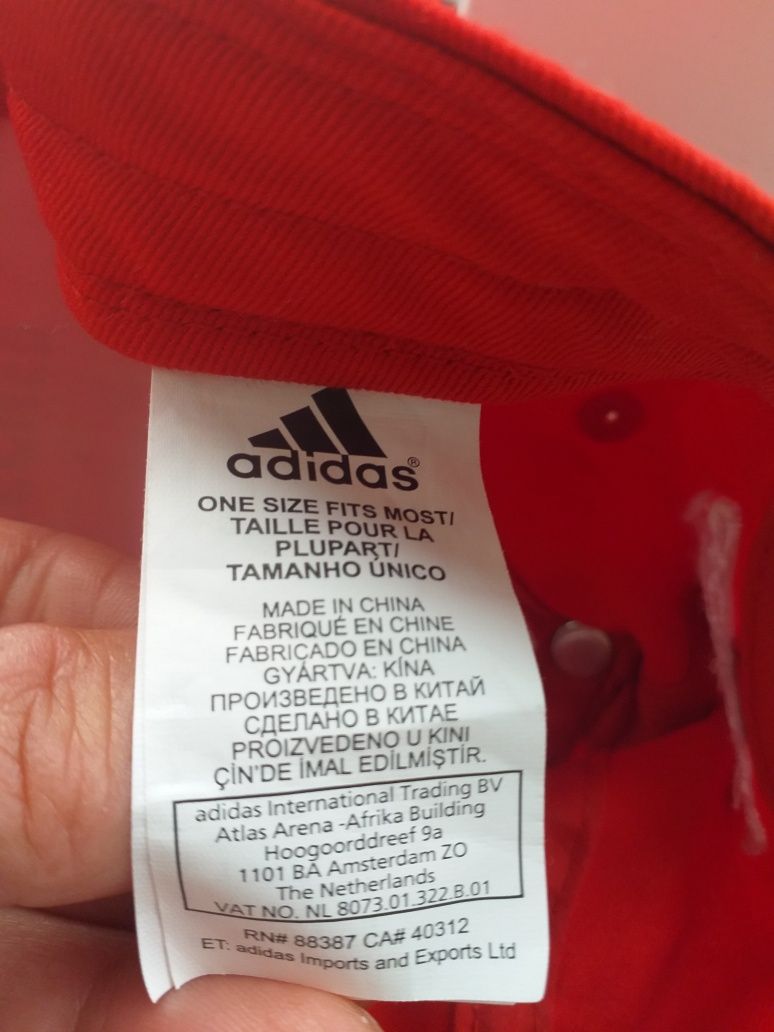 adidas®
ONE SIZE FITS MOST/
TAILLE POUR LA
PLUPART/
TAMANHO ÚNICO
MADE IN CHINA
FABRIQUÉ EN CHINE
FABRICADO EN CHINA
GYÁRTVA: KÍNA
ПРОИЗВЕДЕНО В КИТАЙ
СДЕЛАНО В КИТАЕ
PROIZVEDENO U KINI
ÇİN'DE İMAL EDİLMİŞTİR.
adidas International Trading BV
Atlas Arena -Afrika Building
Hoogoorddreef 9a
1101 BA Amsterdam ZO
The Netherlands
VAT NO. NL 8073.01.322.B.01
RN# 88387 CA# 40312
ET: adidas Imports and Exports Ltd